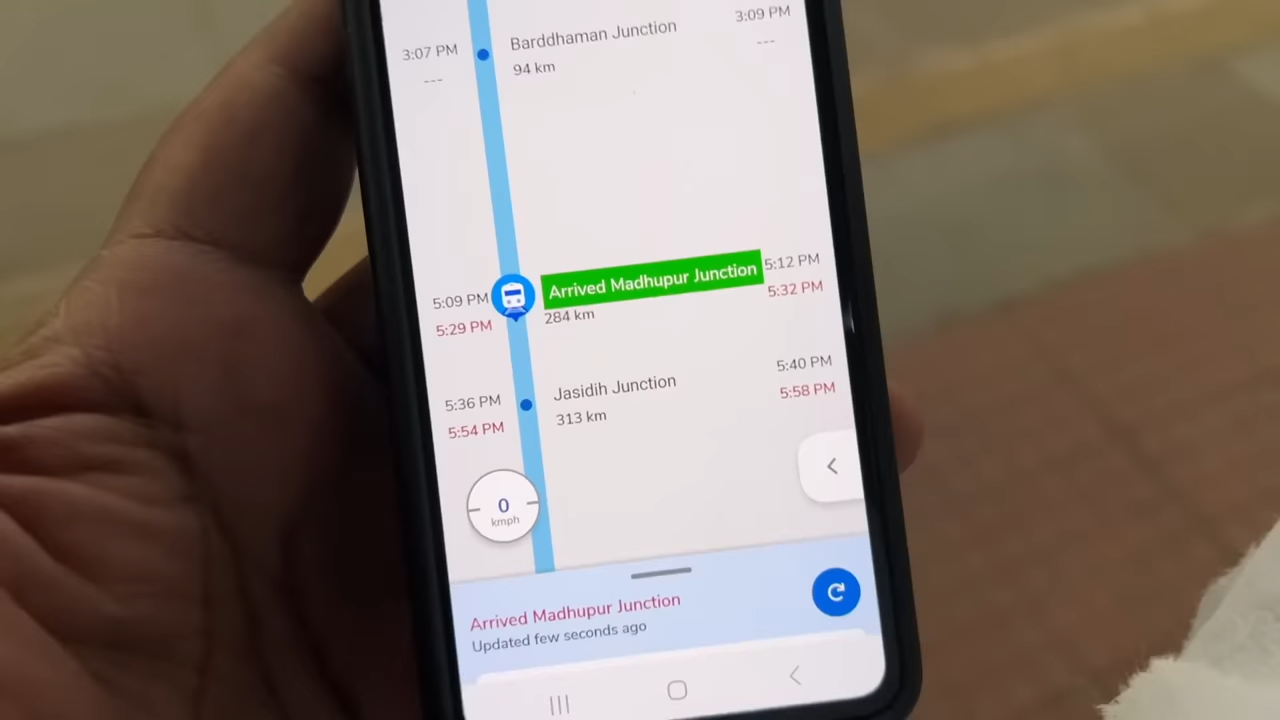 3:07 PM Barddhaman Junction 3:09 PM
--- 94 km ---
5:09 PM Arrived Madhupur Junction 5:12 PM
5:29 PM 284 km 5:32 PM
5:36 PM Jasidih Junction 5:40 PM
5:54 PM 313 km 5:58 PM
0
kmph
Arrived Madhupur Junction
Updated few seconds ago